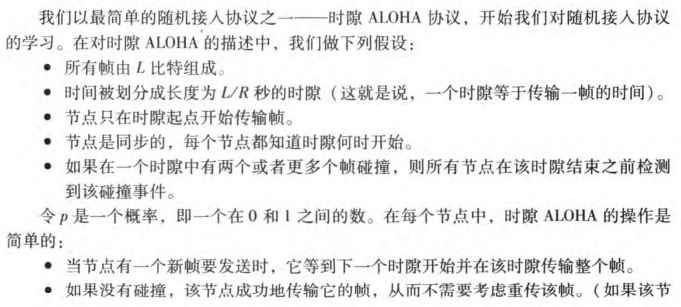 我们以最简单的随机接入协议之一——时隙 ALOHA 协议，开始我们对随机接入协议
的学习。在对时隙 ALOHA 的描述中，我们做下列假设：
● 所有帧由 L 比特组成。
● 时间被划分成长度为 L/R 秒的时隙（这就是说，一个时隙等于传输一帧的时间）。
● 节点只在时隙起点开始传输帧。
● 节点是同步的，每个节点都知道时隙何时开始。
● 如果在一个时隙中有两个或者更多个帧碰撞，则所有节点在该时隙结束之前检测
到该碰撞事件。
令 p 是一个概率，即一个在 0 和 1 之间的数。在每个节点中，时隙 ALOHA 的操作是
简单的：
● 当节点有一个新帧要发送时，它等到下一个时隙开始并在该时隙传输整个帧。
● 如果没有碰撞，该节点成功地传输它的帧，从而不需要考虑重传该帧。（如果该节